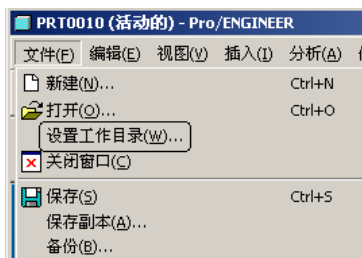 PRT0010 (活动的) - Pro/ENGINEER
文件(F) 编辑(E) 视图(V) 插入(I) 分析(A)
新建(N)... Ctrl+N
打开(O)... Ctrl+O
设置工作目录(W)...
关闭窗口(C)
保存(S) Ctrl+S
保存副本(A)...
备份(B)...